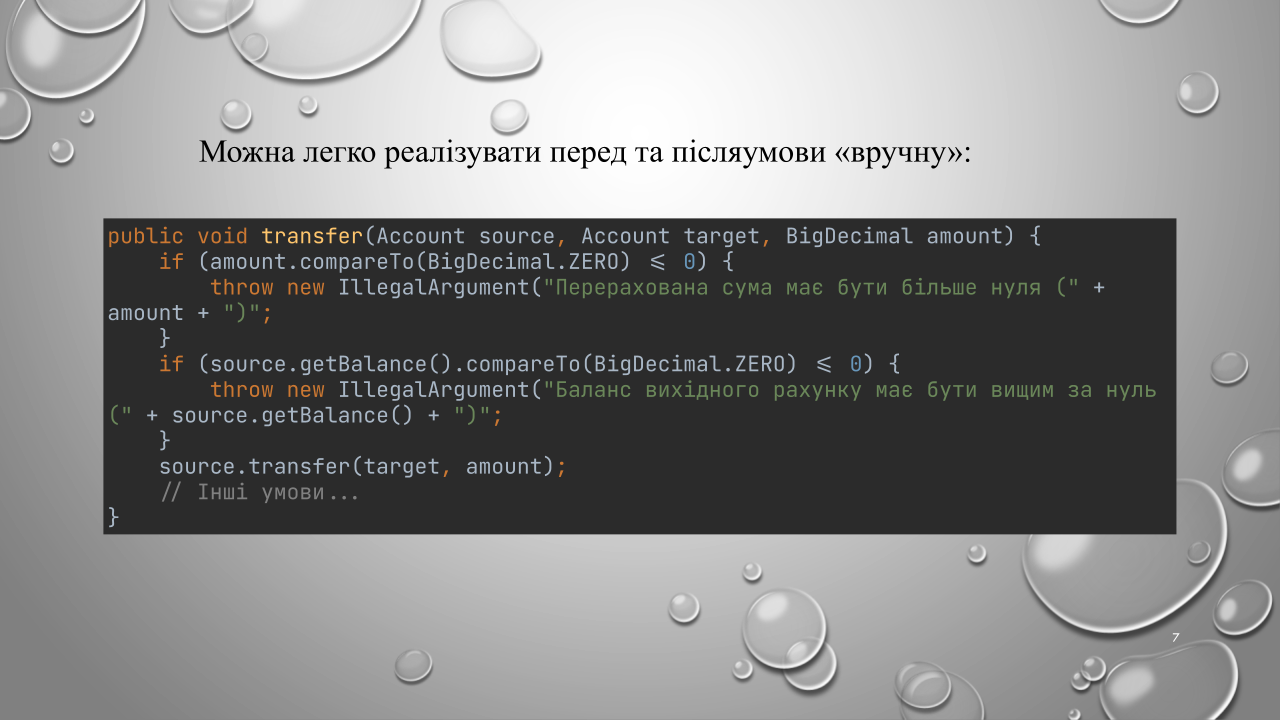 Можна легко реалізувати перед та післяумови «вручну»:
public void transfer(Account source, Account target, BigDecimal amount) {
    if (amount.compareTo(BigDecimal.ZERO) <= 0) {
        throw new IllegalArgument("Перерахована сума має бути більше нуля (" +
amount + ")";
    }
    if (source.getBalance().compareTo(BigDecimal.ZERO) <= 0) {
        throw new IllegalArgument("Баланс вихідного рахунку має бути вищим за нуль
(" + source.getBalance() + ")";
    }
    source.transfer(target, amount);
    // Інші умови...
}
7